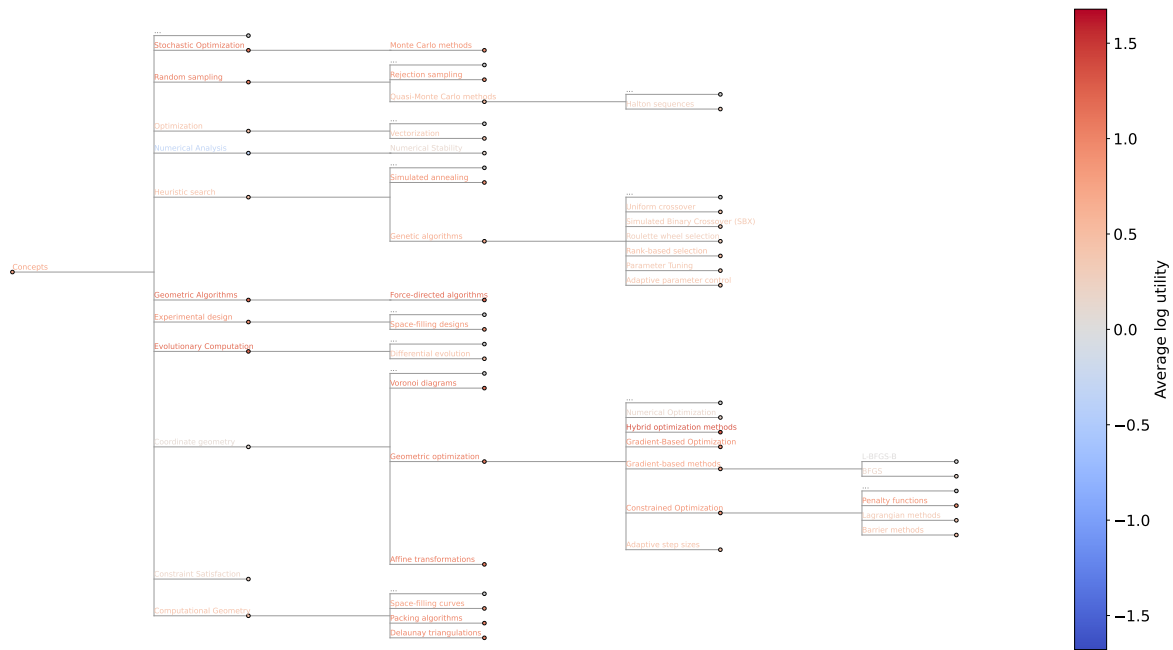 ...
Stochastic Optimization
Monte Carlo methods
...
Random sampling
Rejection sampling
Quasi-Monte Carlo methods
...
Halton sequences
Optimization
...
Vectorization
Numerical Analysis
Numerical Stability
...
Simulated annealing
Heuristic search
...
Uniform crossover
Simulated Binary Crossover (SBX)
Roulette wheel selection
Genetic algorithms
Rank-based selection
Parameter Tuning
Adaptive parameter control
Concepts
Geometric Algorithms
Force-directed algorithms
Experimental design
...
Space-filling designs
Evolutionary Computation
...
Differential evolution
...
Voronoi diagrams
Coordinate geometry
Geometric optimization
...
Numerical Optimization
Hybrid optimization methods
Gradient-Based Optimization
Gradient-based methods
L-BFGS-B
BFGS
Constrained Optimization
...
Penalty functions
Lagrangian methods
Barrier methods
Adaptive step sizes
Affine transformations
Constraint Satisfaction
Computational Geometry
...
Space-filling curves
Packing algorithms
Delaunay triangulations
1.5
1.0
0.5
0.0
−0.5
−1.0
−1.5
Average log utility